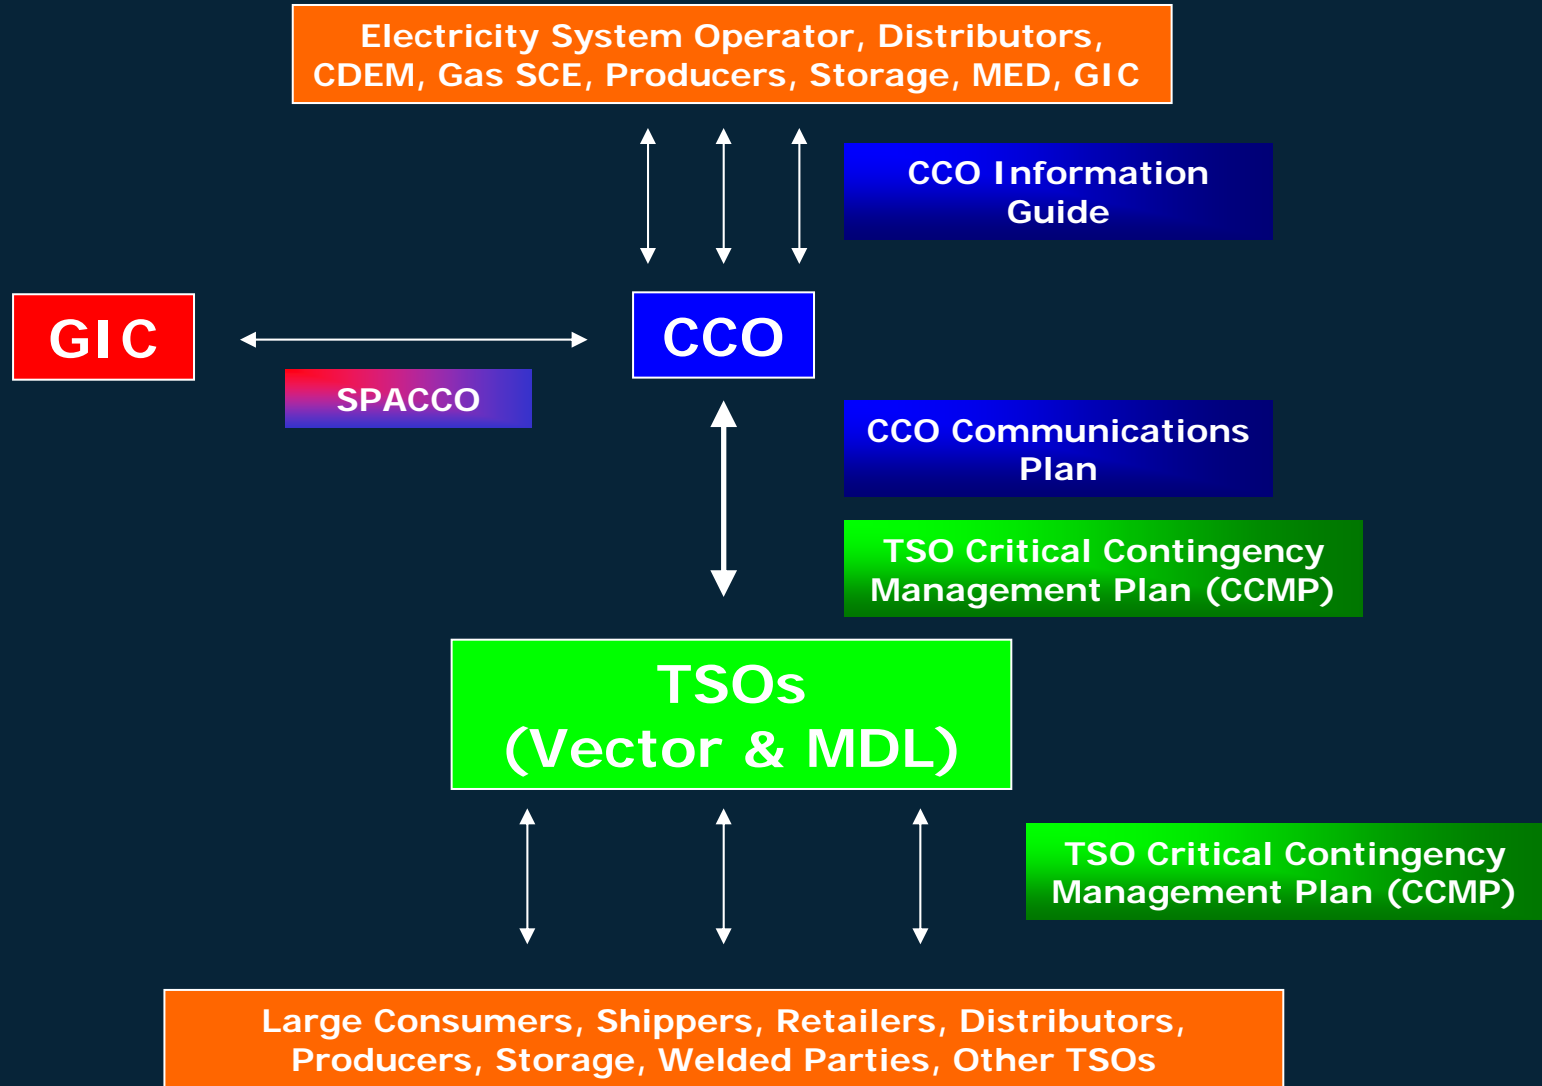 Electricity System Operator, Distributors,
CDEM, Gas SCE, Producers, Storage, MED, GIC
CCO Information
Guide
GIC
CCO
SPACCO
CCO Communications
Plan
TSO Critical Contingency
Management Plan (CCMP)
TSOs
(Vector & MDL)
TSO Critical Contingency
Management Plan (CCMP)
Large Consumers, Shippers, Retailers, Distributors,
Producers, Storage, Welded Parties, Other TSOs